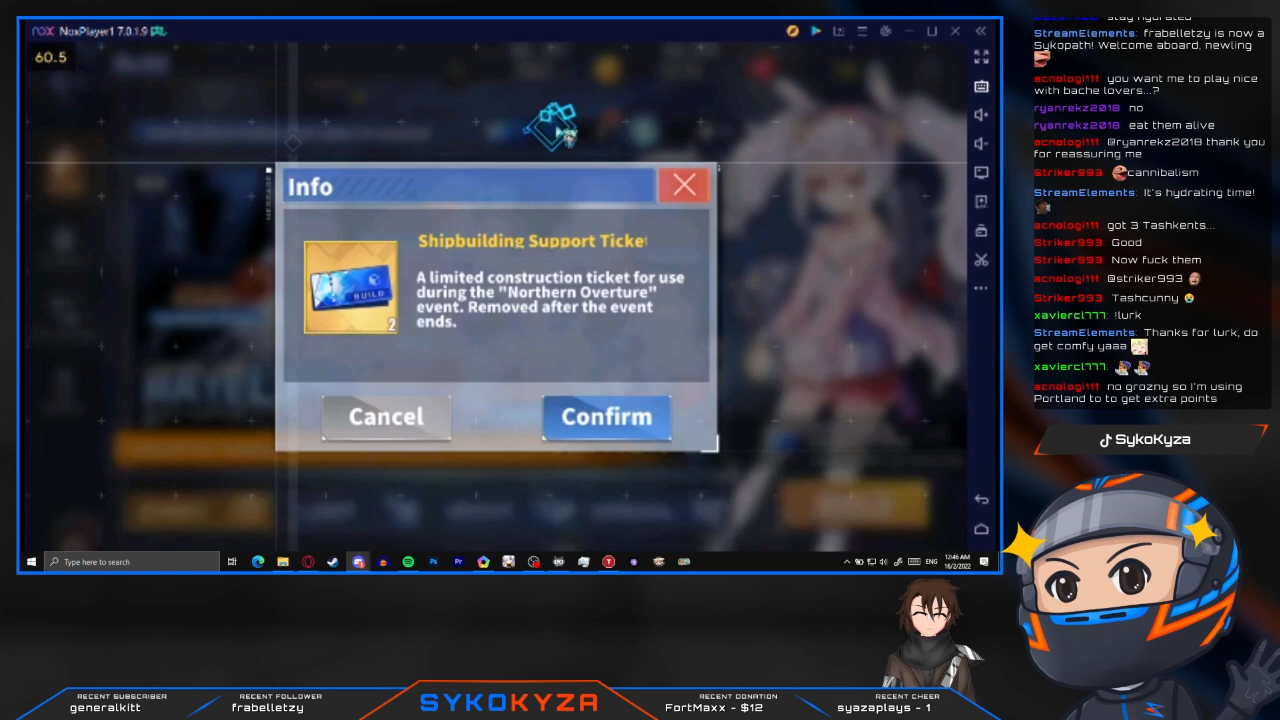 NOX NoxPlayer1 7.0.1.9
60.5
Info
Shipbuilding Support Ticket
A limited construction ticket for use
during the "Northern Overture"
event. Removed after the event
ends.
BUILD
2
Cancel
Confirm
Type here to search
ENG
12:46 AM
16/2/2022
stay hydrated
StreamElements: frabelletzy is now a
Sykopath! Welcome aboard, newling
acnologi111 you want me to play nice
with bache lovers...?
ryanrekz2018 no
ryanrekz2018 eat them alive
acnologi111 @ryanrekz2018 thank you
for reassuring me
Striker993 cannibalism
StreamElements: It's hydrating time!
acnologi111 got 3 Tashkents...
Striker993 Good
Striker993 Now fuck them
acnologi111 @striker993
Striker993 Tashcunny
xaviercl777: !lurk
StreamElements: Thanks for lurk, do
get comfy yaaa
xaviercl777:
acnologi111 no grozny so I'm using
Portland to to get extra points
SykoKyza
RECENT SUBSCRIBER
generalkitt
RECENT FOLLOWER
frabelletzy
SYKOKYZA
RECENT DONATION
FortMaxx - $12
RECENT CHEER
syazaplays - 1